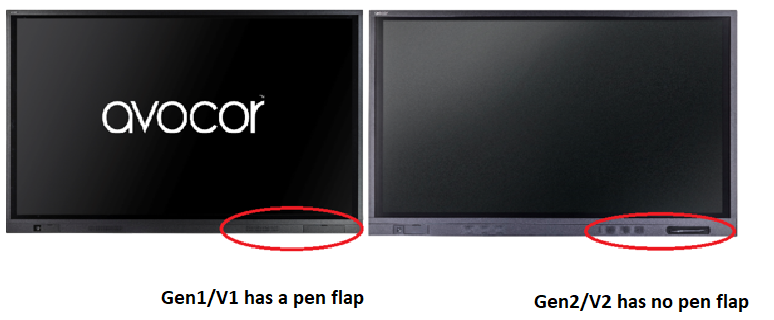 avocor
Gen1/V1 has a pen flap
Gen2/V2 has no pen flap